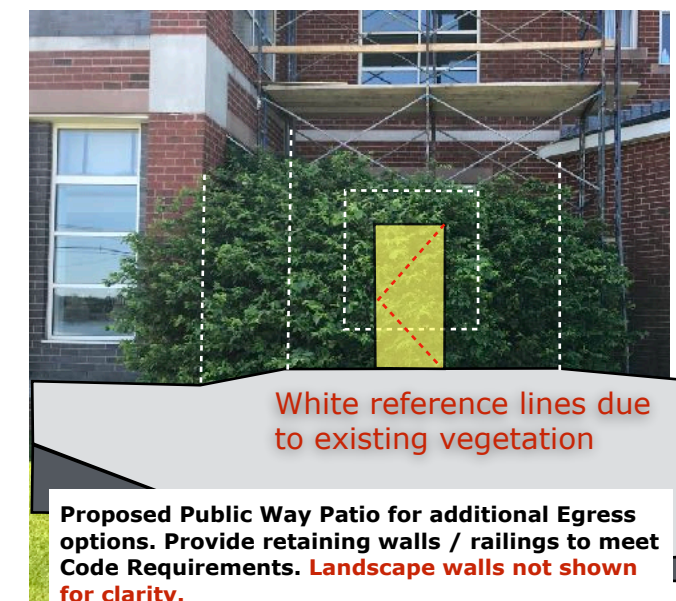 White reference lines due
to existing vegetation
Proposed Public Way Patio for additional Egress
options. Provide retaining walls / railings to meet
Code Requirements. Landscape walls not shown
for clarity.